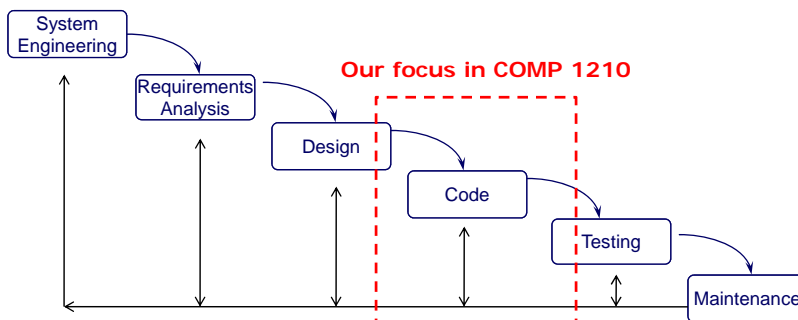 System
Engineering
Our focus in COMP 1210
Requirements
Analysis
Design
Code
Testing
Maintenance